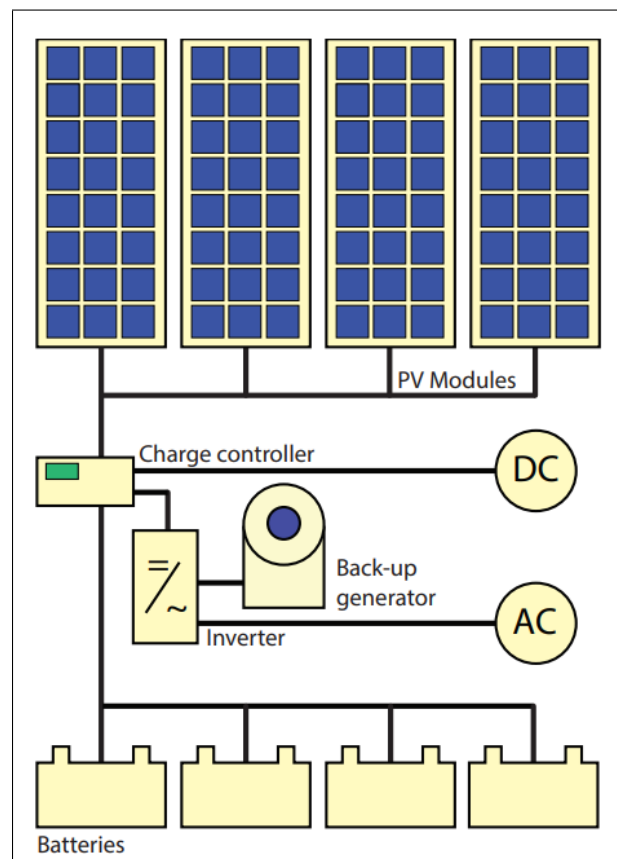 PV Modules
Charge controller
DC
=
~
Back-up
generator
AC
Inverter
Batteries